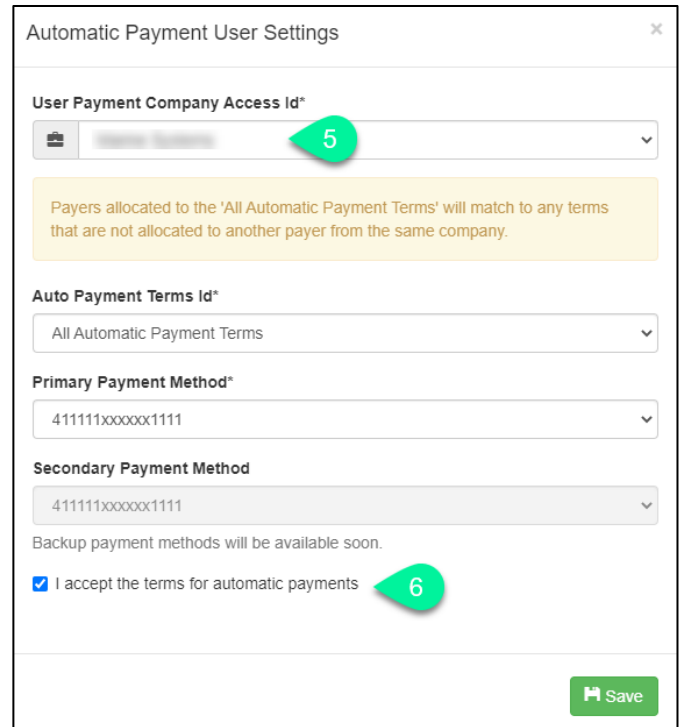 Automatic Payment User Settings ×
User Payment Company Access Id*
5
Payers allocated to the 'All Automatic Payment Terms' will match to any terms
that are not allocated to another payer from the same company.
Auto Payment Terms Id*
All Automatic Payment Terms
Primary Payment Method*
411111xxxxxx1111
Secondary Payment Method
411111xxxxxx1111
Backup payment methods will be available soon.
I accept the terms for automatic payments 6
Save